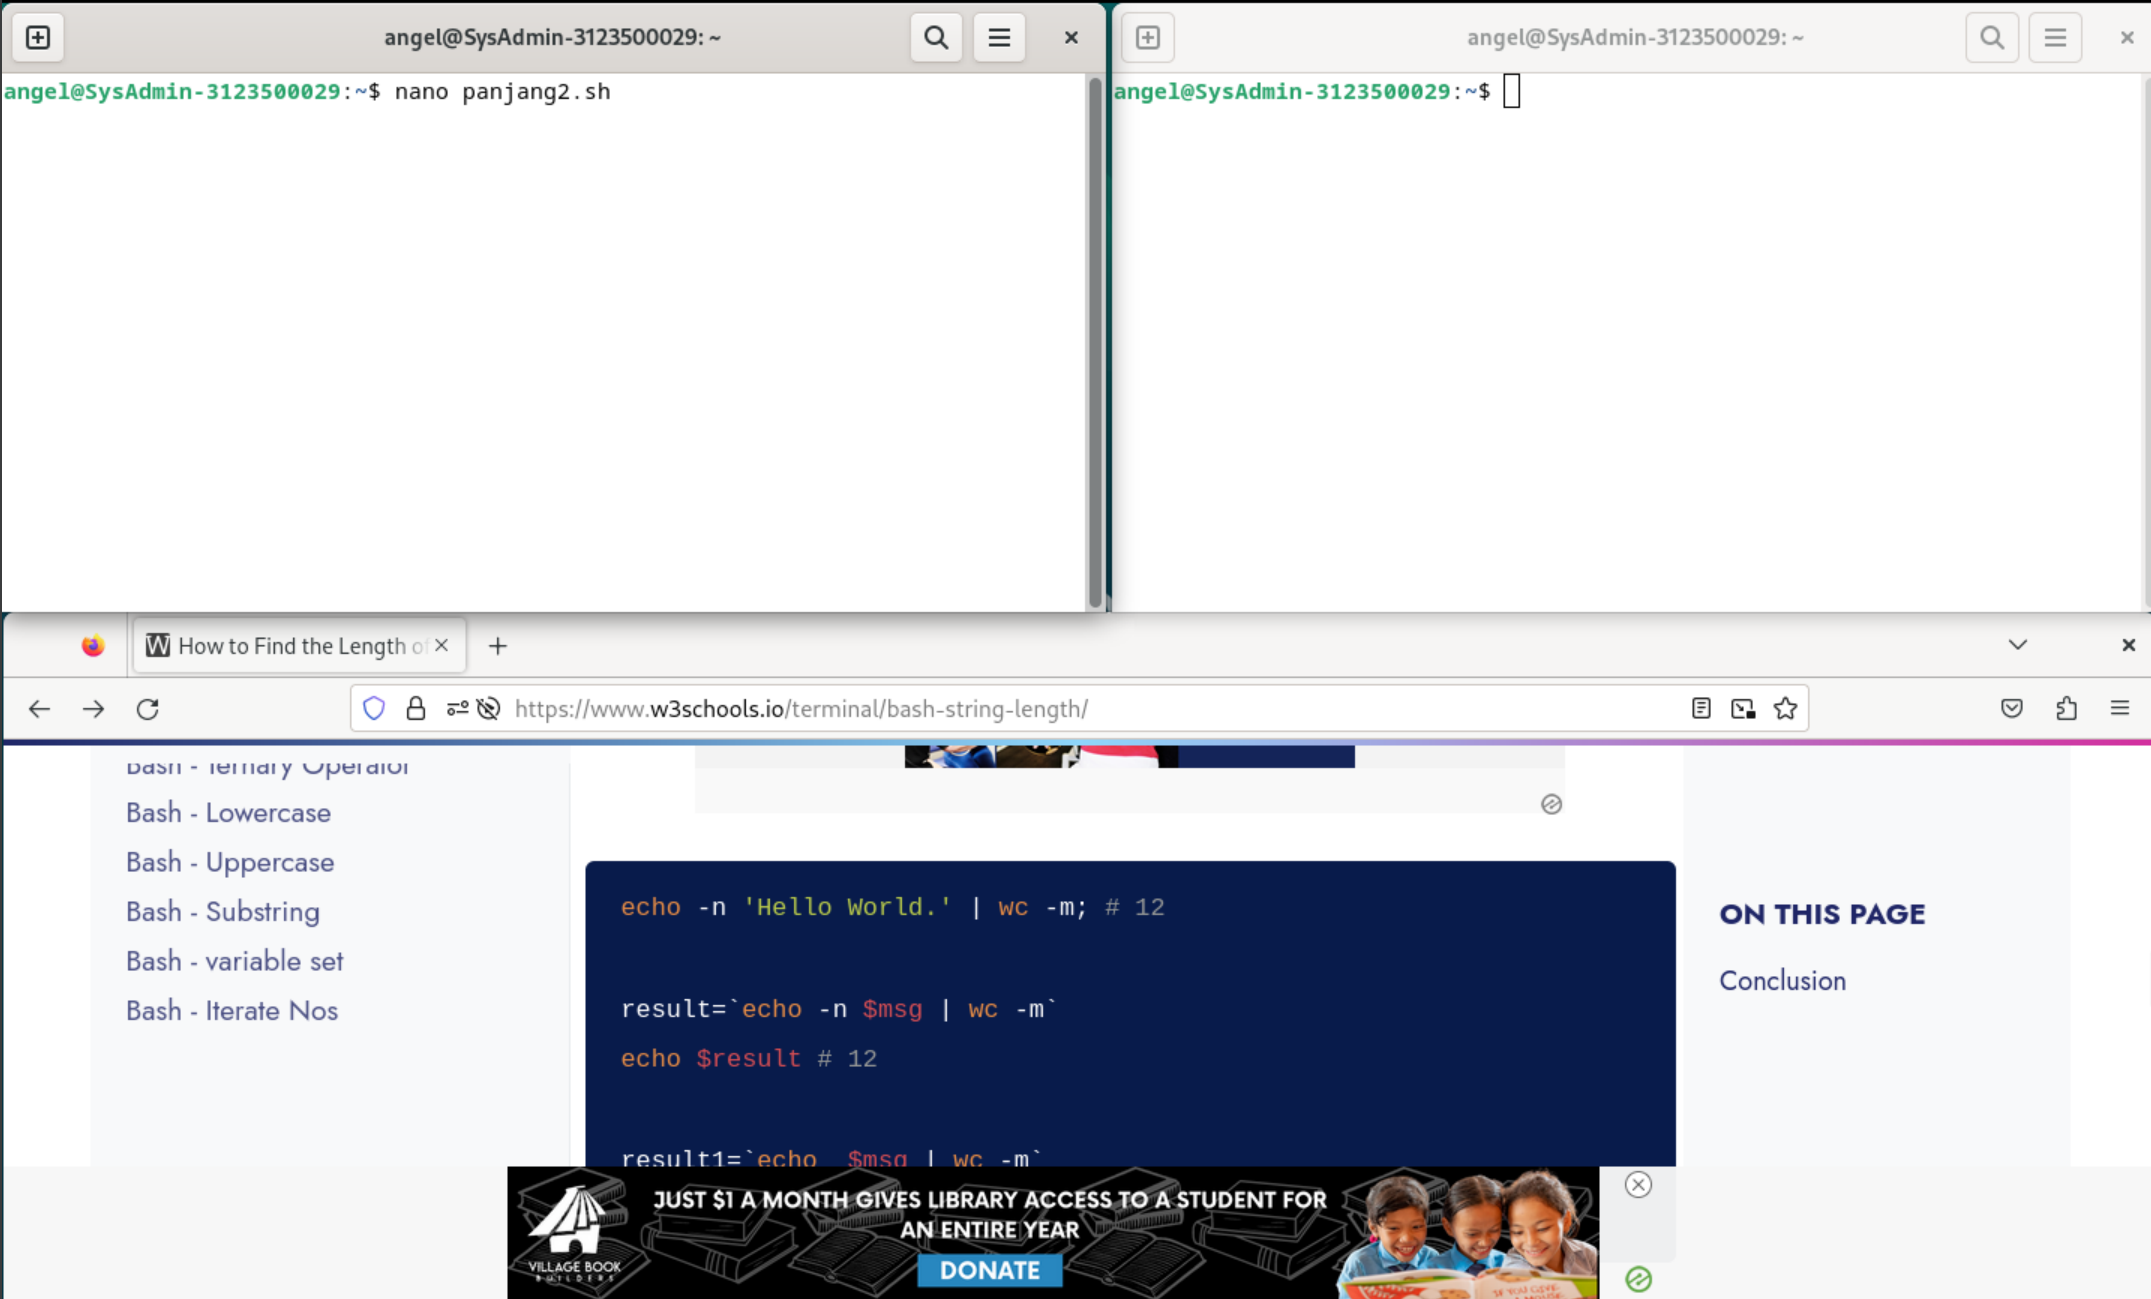 angel@SysAdmin-3123500029: ~
angel@SysAdmin-3123500029:~$ nano panjang2.sh
angel@SysAdmin-3123500029: ~
angel@SysAdmin-3123500029:~$
How to Find the Length of
https://www.w3schools.io/terminal/bash-string-length/
Bash - Ternary Operator
Bash - Lowercase
Bash - Uppercase
Bash - Substring
Bash - variable set
Bash - Iterate Nos
echo -n 'Hello World.' | wc -m; # 12
result=`echo -n $msg | wc -m`
echo $result # 12
result1=`echo  $msg | wc -m`
ON THIS PAGE
Conclusion
JUST $1 A MONTH GIVES LIBRARY ACCESS TO A STUDENT FOR
AN ENTIRE YEAR
DONATE
VILLAGE BOOK
BUILDERS
IF YOU GIVE